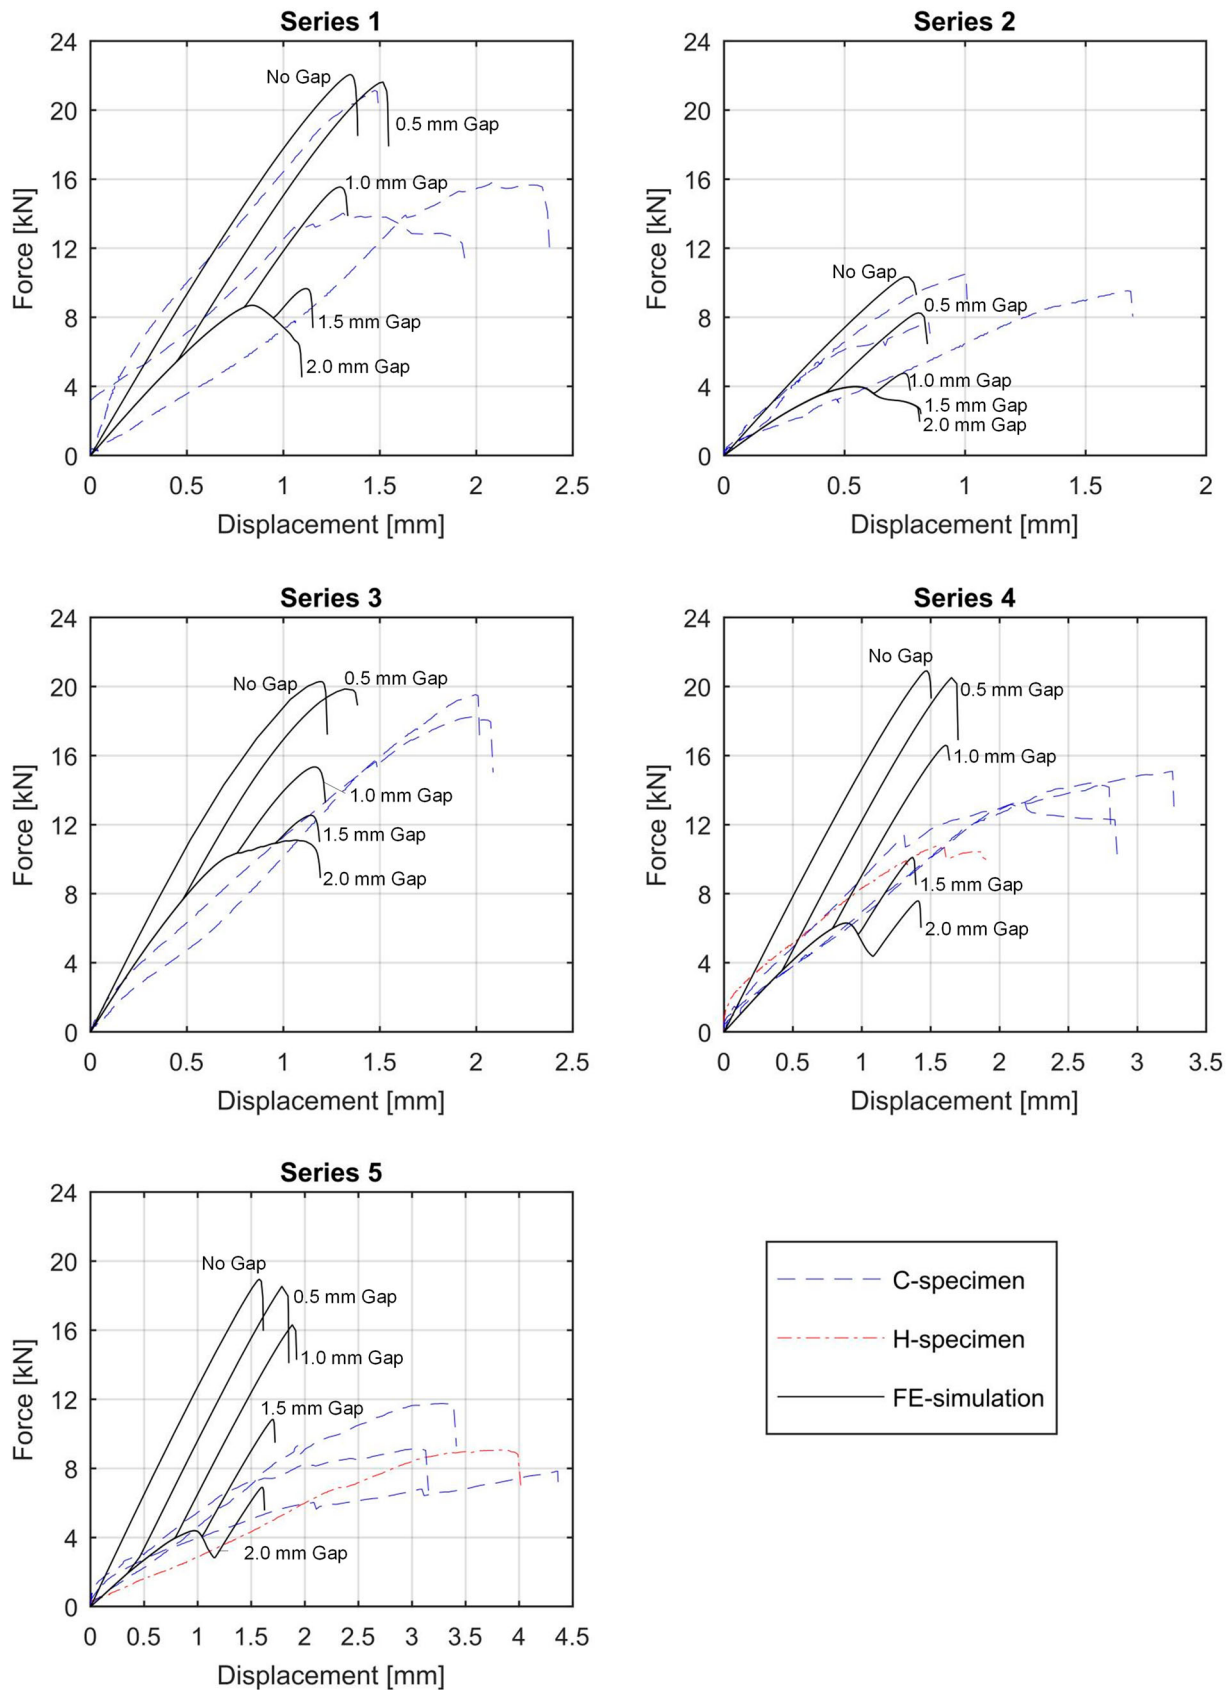 Series 1
24
20
16
12
8
4
0
Force [kN]
No Gap
0.5 mm Gap
1.0 mm Gap
1.5 mm Gap
2.0 mm Gap
0 0.5 1 1.5 2 2.5
Displacement [mm]
Series 2
24
20
16
12
8
4
0
Force [kN]
No Gap
0.5 mm Gap
1.0 mm Gap
1.5 mm Gap
2.0 mm Gap
0 0.5 1 1.5 2
Displacement [mm]
Series 3
24
20
16
12
8
4
0
Force [kN]
No Gap
0.5 mm Gap
1.0 mm Gap
1.5 mm Gap
2.0 mm Gap
0 0.5 1 1.5 2 2.5
Displacement [mm]
Series 4
24
20
16
12
8
4
0
Force [kN]
No Gap
0.5 mm Gap
1.0 mm Gap
1.5 mm Gap
2.0 mm Gap
0 0.5 1 1.5 2 2.5 3 3.5
Displacement [mm]
Series 5
24
20
16
12
8
4
0
Force [kN]
No Gap
0.5 mm Gap
1.0 mm Gap
1.5 mm Gap
2.0 mm Gap
0 0.5 1 1.5 2 2.5 3 3.5 4 4.5
Displacement [mm]
C-specimen
H-specimen
FE-simulation